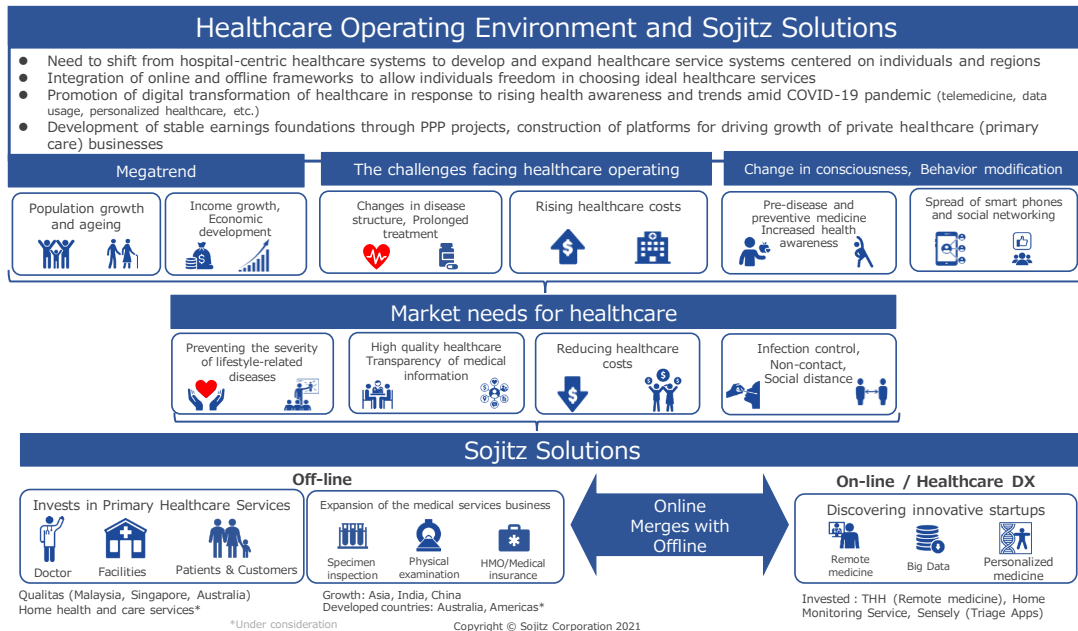 Healthcare Operating Environment and Sojitz Solutions
● Need to shift from hospital-centric healthcare systems to develop and expand healthcare service systems centered on individuals and regions
● Integration of online and offline frameworks to allow individuals freedom in choosing ideal healthcare services
● Promotion of digital transformation of healthcare in response to rising health awareness and trends amid COVID-19 pandemic (telemedicine, data
usage, personalized healthcare, etc.)
● Development of stable earnings foundations through PPP projects, construction of platforms for driving growth of private healthcare (primary
care) businesses
Megatrend
The challenges facing healthcare operating
Change in consciousness, Behavior modification
Population growth
and ageing
Income growth,
Economic
development
Changes in disease
structure, Prolonged
treatment
Rising healthcare costs
Pre-disease and
preventive medicine
Increased health
awareness
Spread of smart phones
and social networking
Market needs for healthcare
Preventing the severity
of lifestyle-related
diseases
High quality healthcare
Transparency of medical
information
Reducing healthcare
costs
Infection control,
Non-contact,
Social distance
Sojitz Solutions
Off-line
Invests in Primary Healthcare Services
Doctor
Facilities
Patients & Customers
Expansion of the medical services business
Specimen
inspection
Physical
examination
HMO/Medical
insurance
Online
Merges with
Offline
On-line / Healthcare DX
Discovering innovative startups
Remote
medicine
Big Data
Personalized
medicine
Qualitas (Malaysia, Singapore, Australia)
Home health and care services*
Growth: Asia, India, China
Developed countries: Australia, Americas*
Invested : THH (Remote medicine), Home
Monitoring Service, Sensely (Triage Apps)
*Under consideration
Copyright © Sojitz Corporation 2021